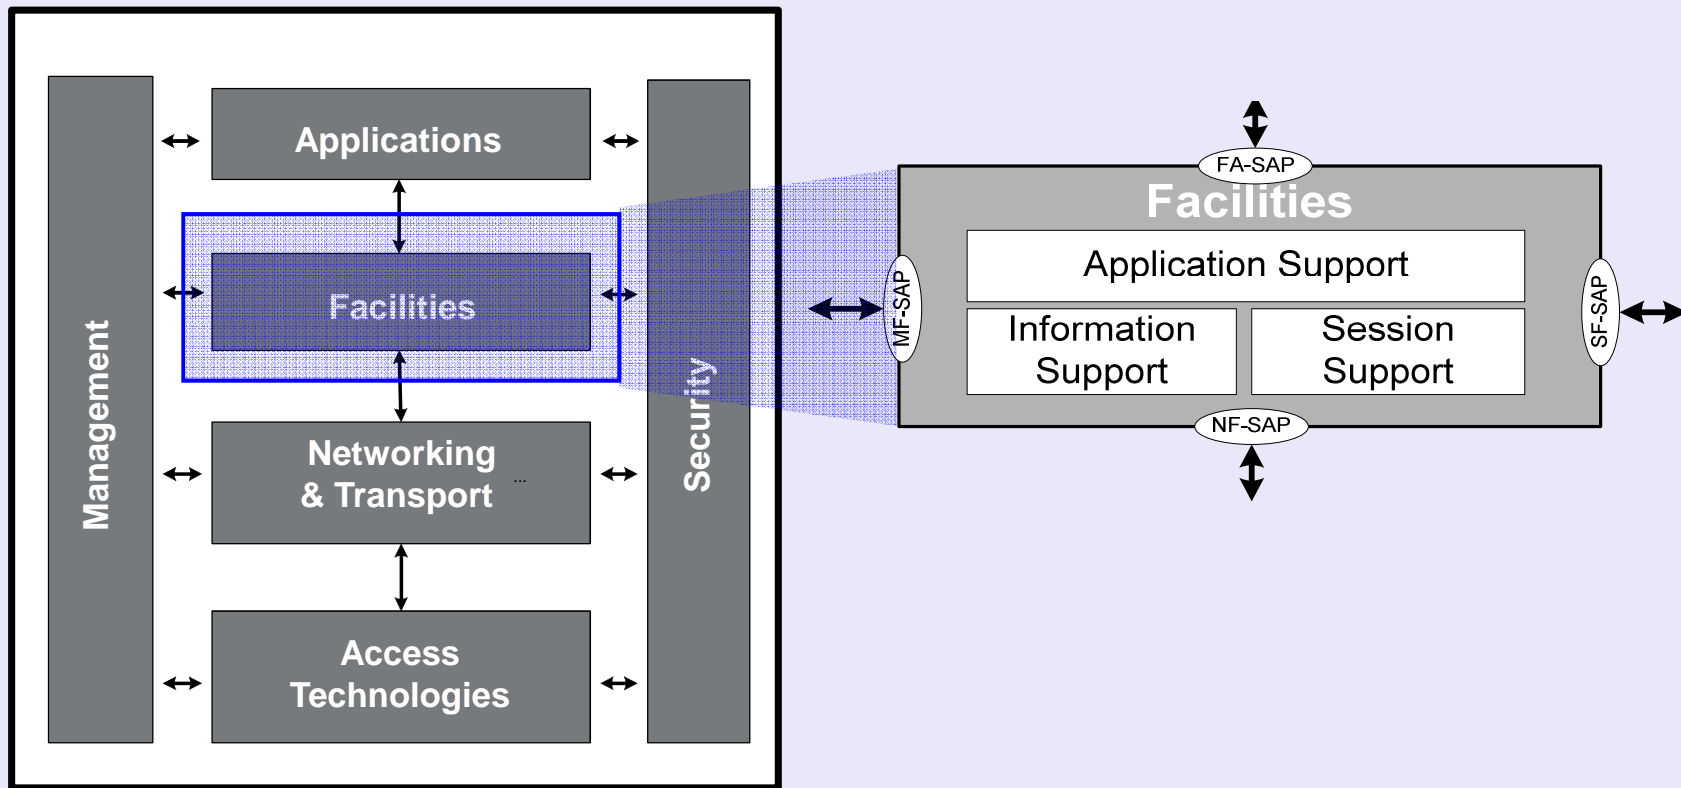 Applications
Facilities
Networking
& Transport ...
Access
Technologies
Management
Security
FA-SAP
Facilities
Application Support
Information
Support
Session
Support
MF-SAP
SF-SAP
NF-SAP